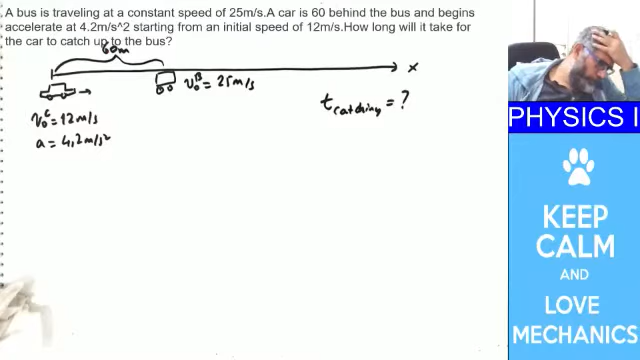 A bus is traveling at a constant speed of 25m/s.A car is 60 behind the bus and begins
accelerate at 4.2m/s^2 starting from an initial speed of 12m/s.How long will it take for
the car to catch up to the bus?
60m
x
v₀ᴮ = 25m/s
t catching = ?
v₀ᶜ = 12m/s
a = 4,2m/s²
PHYSICS I
KEEP
CALM
AND
LOVE
MECHANICS